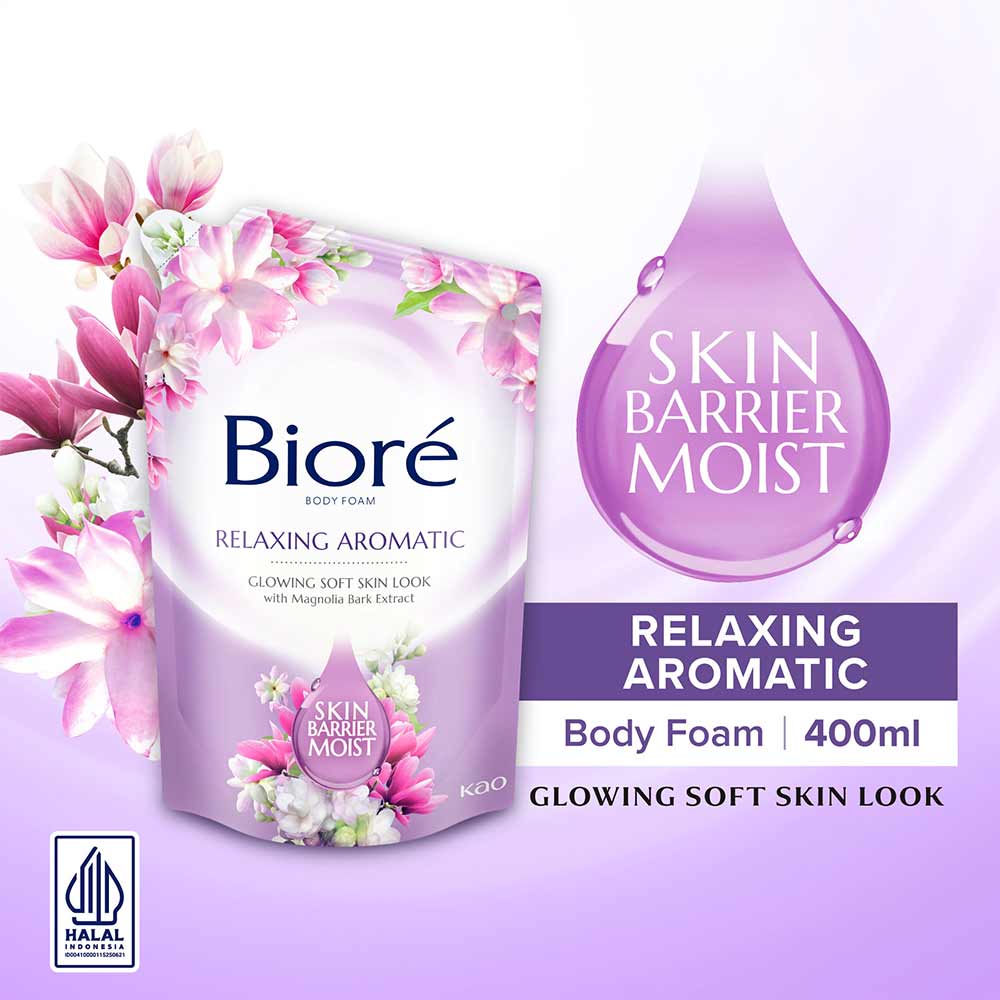 Bioré
BODY FOAM
RELAXING AROMATIC
GLOWING SOFT SKIN LOOK
with Magnolia Bark Extract
SKIN
BARRIER
MOIST
Kao
SKIN
BARRIER
MOIST
RELAXING
AROMATIC
Body Foam | 400ml
GLOWING SOFT SKIN LOOK
HALAL
INDONESIA
ID00410000115250621